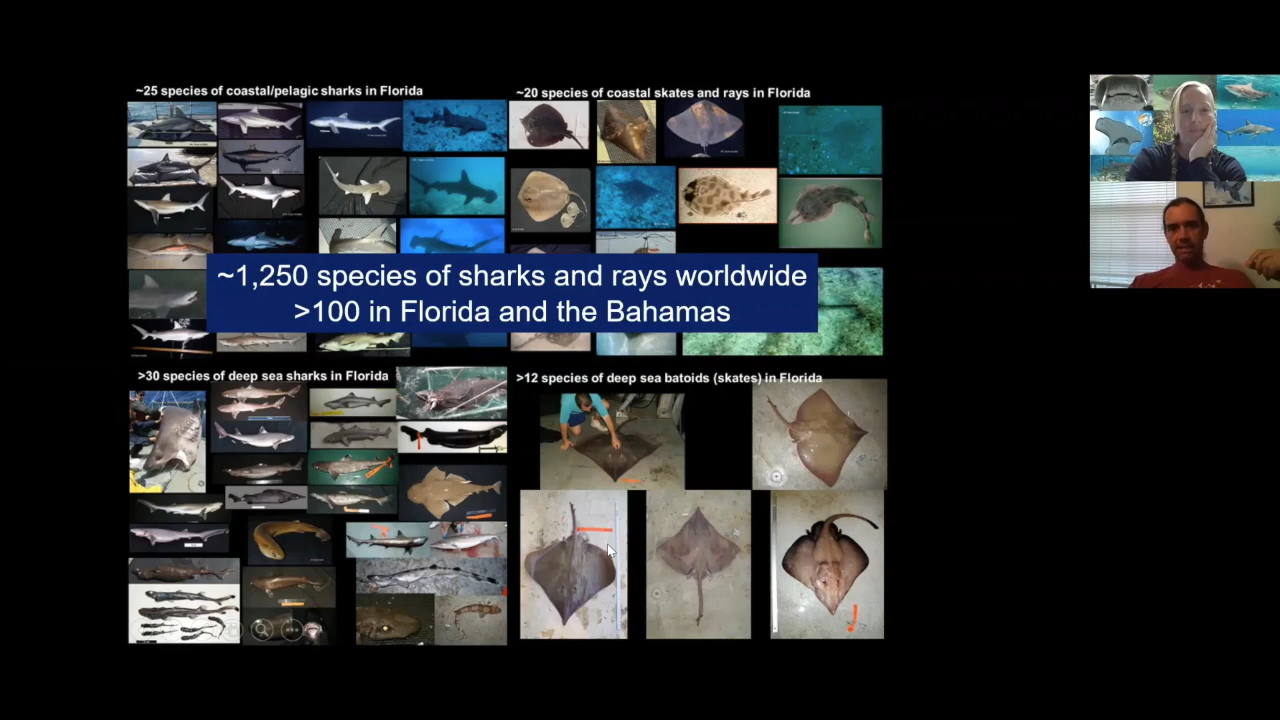 ~25 species of coastal/pelagic sharks in Florida
~20 species of coastal skates and rays in Florida
~1,250 species of sharks and rays worldwide
>100 in Florida and the Bahamas
>30 species of deep sea sharks in Florida
>12 species of deep sea batoids (skates) in Florida